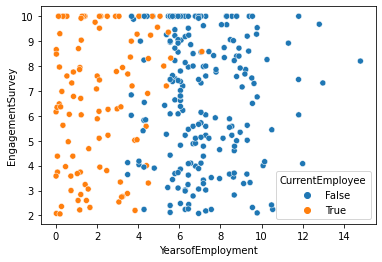 10
9
8
7
6
5
4
3
2
EngagementSurvey
CurrentEmployee
False
True
0 2 4 6 8 10 12 14
YearsofEmployment